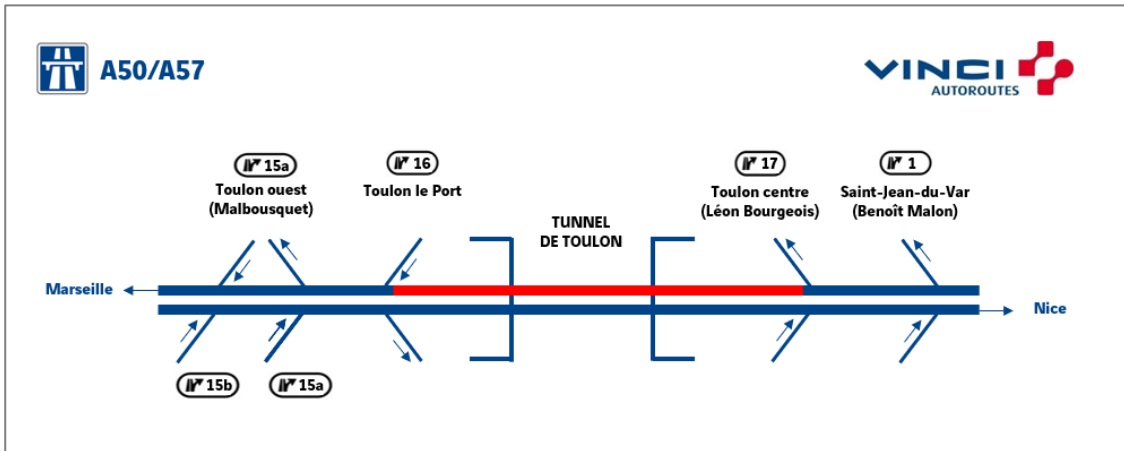 A50/A57
VINCI
AUTOROUTES
15a
Toulon ouest
(Malbousquet)
16
Toulon le Port
TUNNEL
DE TOULON
17
Toulon centre
(Léon Bourgeois)
1
Saint-Jean-du-Var
(Benoît Malon)
Marseille
Nice
15b
15a